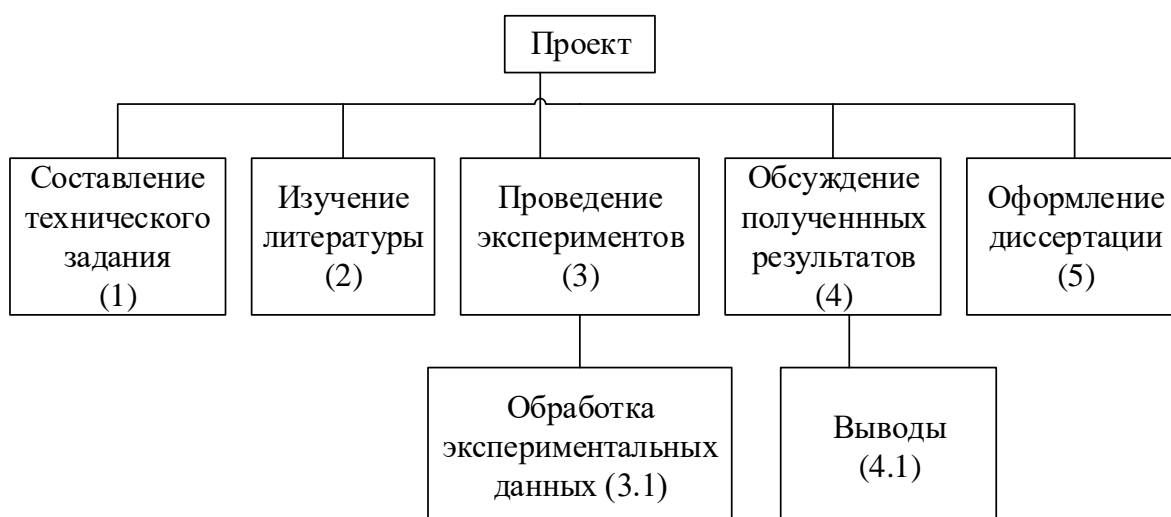 Проект
Составление
технического
задания
(1)
Изучение
литературы
(2)
Проведение
экспериментов
(3)
Обсуждение
полученнных
результатов
(4)
Оформление
диссертации
(5)
Обработка
экспериментальных
данных (3.1)
Выводы
(4.1)